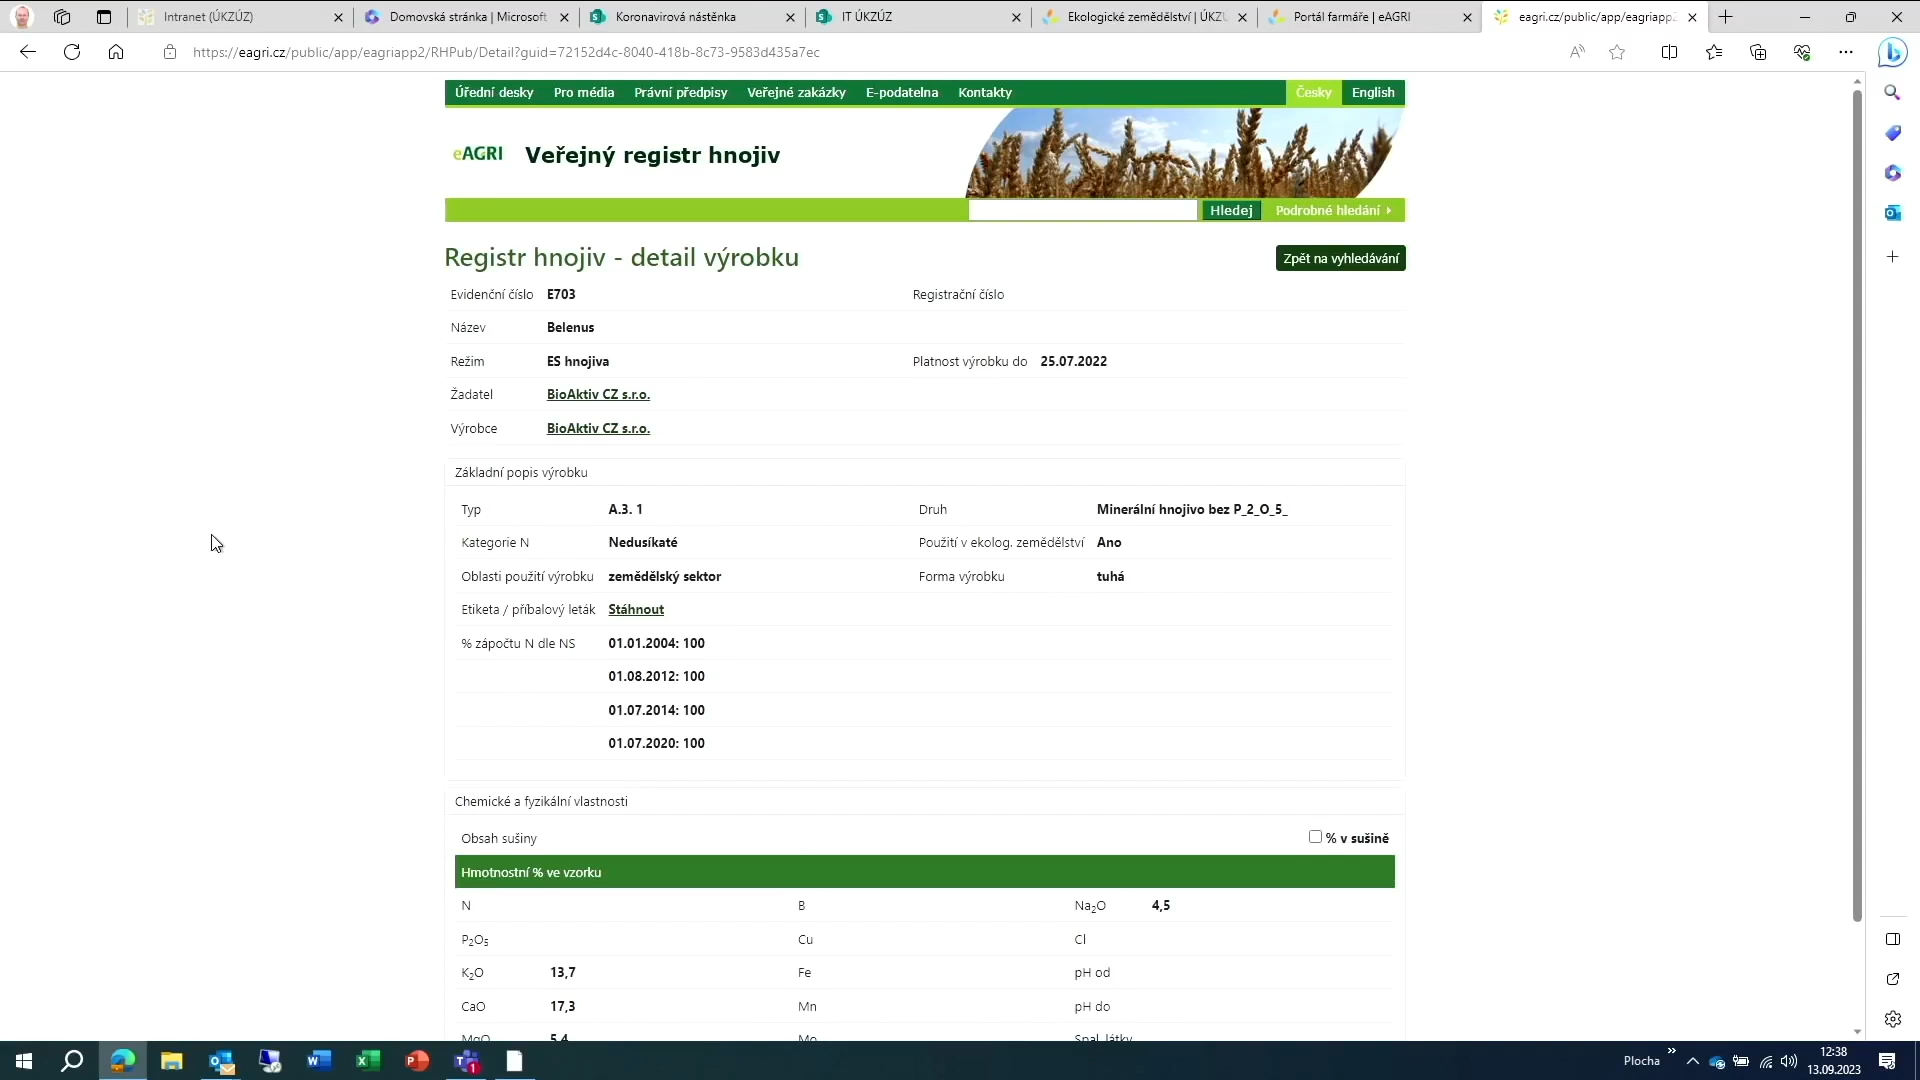 Intranet (ÚKZÚZ)
Domovská stránka | Microsoft
Koronavirová nástěnka
IT ÚKZÚZ
Ekologické zemědělství | ÚKZU
Portál farmáře | eAGRI
eagri.cz/public/app/eagriapp2
https://eagri.cz/public/app/eagriapp2/RHPub/Detail?guid=72152d4c-8040-418b-8c73-9583d435a7ec
Úřední desky Pro média Právní předpisy Veřejné zakázky E-podatelna Kontakty Česky English
eAGRI Veřejný registr hnojiv
Hledej Podrobné hledání
Registr hnojiv - detail výrobku Zpět na vyhledávání
Evidenční číslo E703 Registrační číslo
Název Belenus
Režim ES hnojiva Platnost výrobku do 25.07.2022
Žadatel BioAktiv CZ s.r.o.
Výrobce BioAktiv CZ s.r.o.
Základní popis výrobku
Typ A.3. 1 Druh Minerální hnojivo bez P_2_O_5_
Kategorie N Nedusíkaté Použití v ekolog. zemědělství Ano
Oblasti použití výrobku zemědělský sektor Forma výrobku tuhá
Etiketa / příbalový leták Stáhnout
% zápočtu N dle NS 01.01.2004: 100
01.08.2012: 100
01.07.2014: 100
01.07.2020: 100
Chemické a fyzikální vlastnosti
Obsah sušiny % v sušině
Hmotnostní % ve vzorku
N B Na₂O 4,5
P₂O₅ Cu Cl
K₂O 13,7 Fe pH od
CaO 17,3 Mn pH do
MgO 5,4 Mo Spal. látky
Plocha 12:38
13.09.2023